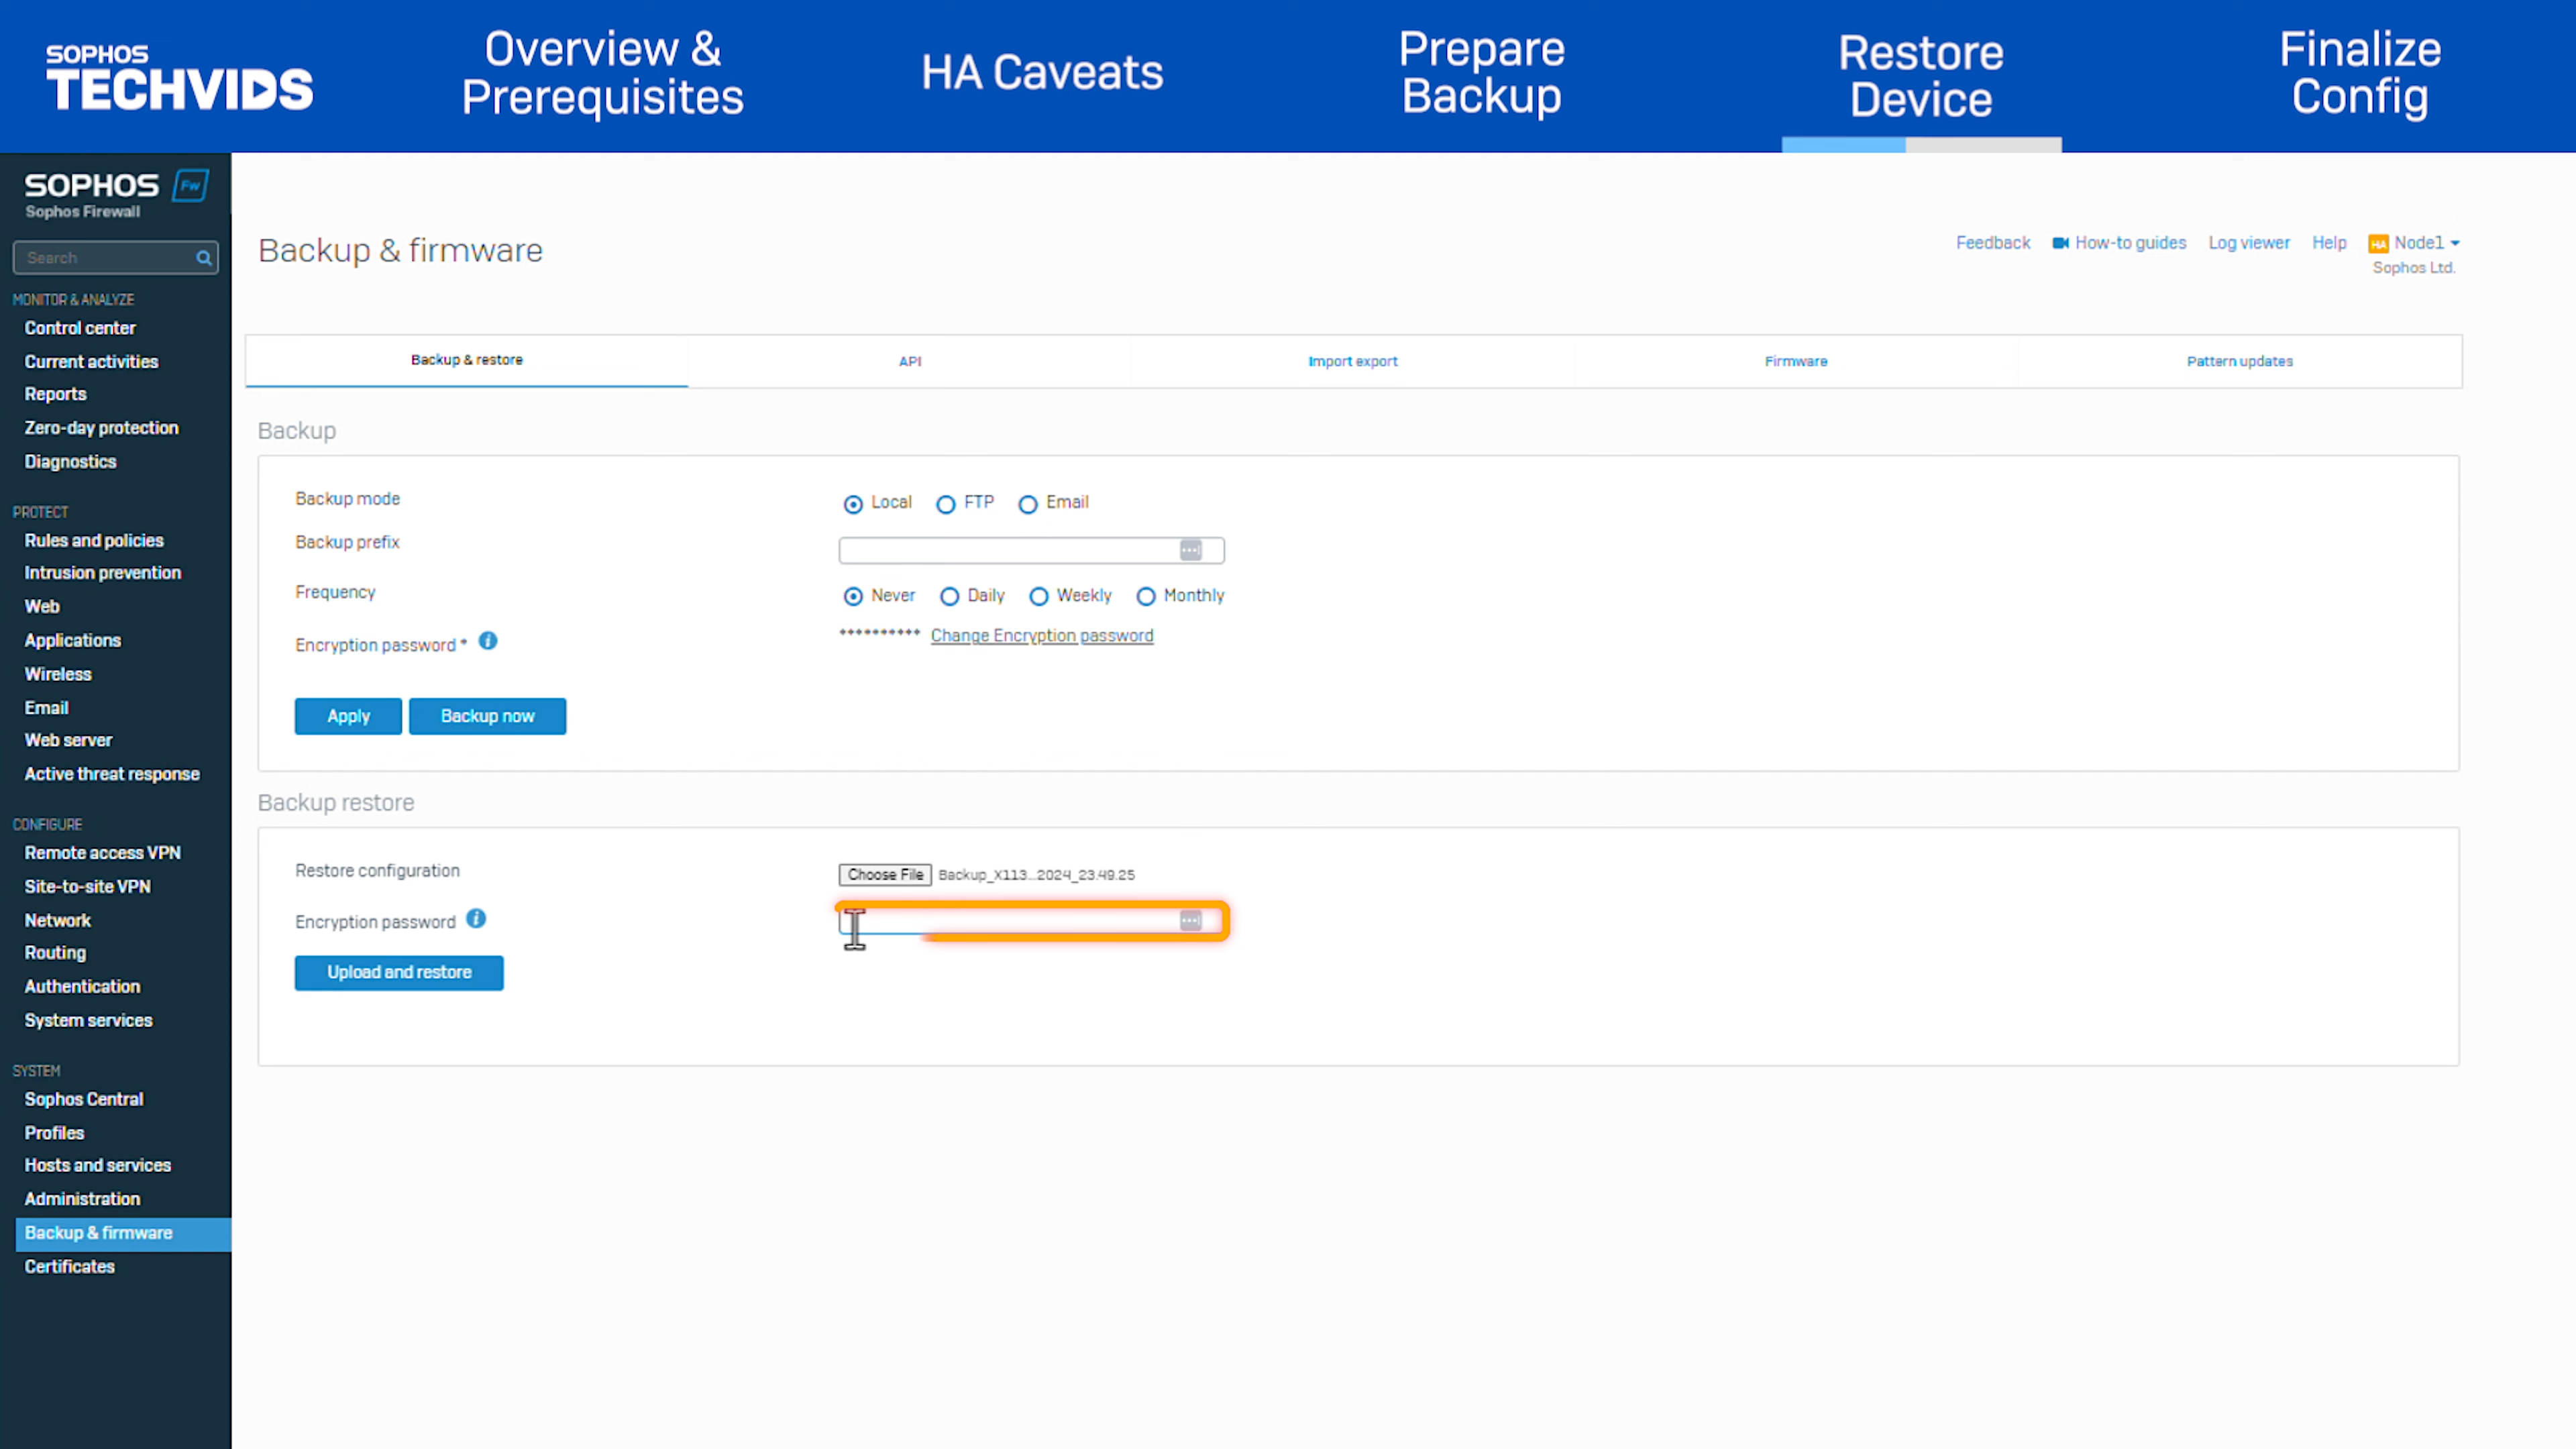 SOPHOS
TECHVIDS
Overview &
Prerequisites
HA Caveats
Prepare
Backup
Restore
Device
Finalize
Config
SOPHOS Fw
Sophos Firewall
Search
MONITOR & ANALYZE
Control center
Current activities
Reports
Zero-day protection
Diagnostics
PROTECT
Rules and policies
Intrusion prevention
Web
Applications
Wireless
Email
Web server
Active threat response
CONFIGURE
Remote access VPN
Site-to-site VPN
Network
Routing
Authentication
System services
SYSTEM
Sophos Central
Profiles
Hosts and services
Administration
Backup & firmware
Certificates
Backup & firmware
Feedback How-to guides Log viewer Help HA Node1
Sophos Ltd.
Backup & restore API Import export Firmware Pattern updates
Backup
Backup mode Local FTP Email
Backup prefix
Frequency Never Daily Weekly Monthly
Encryption password * ********** Change Encryption password
Apply Backup now
Backup restore
Restore configuration Choose File Backup_X113...2024_23.49.25
Encryption password
Upload and restore